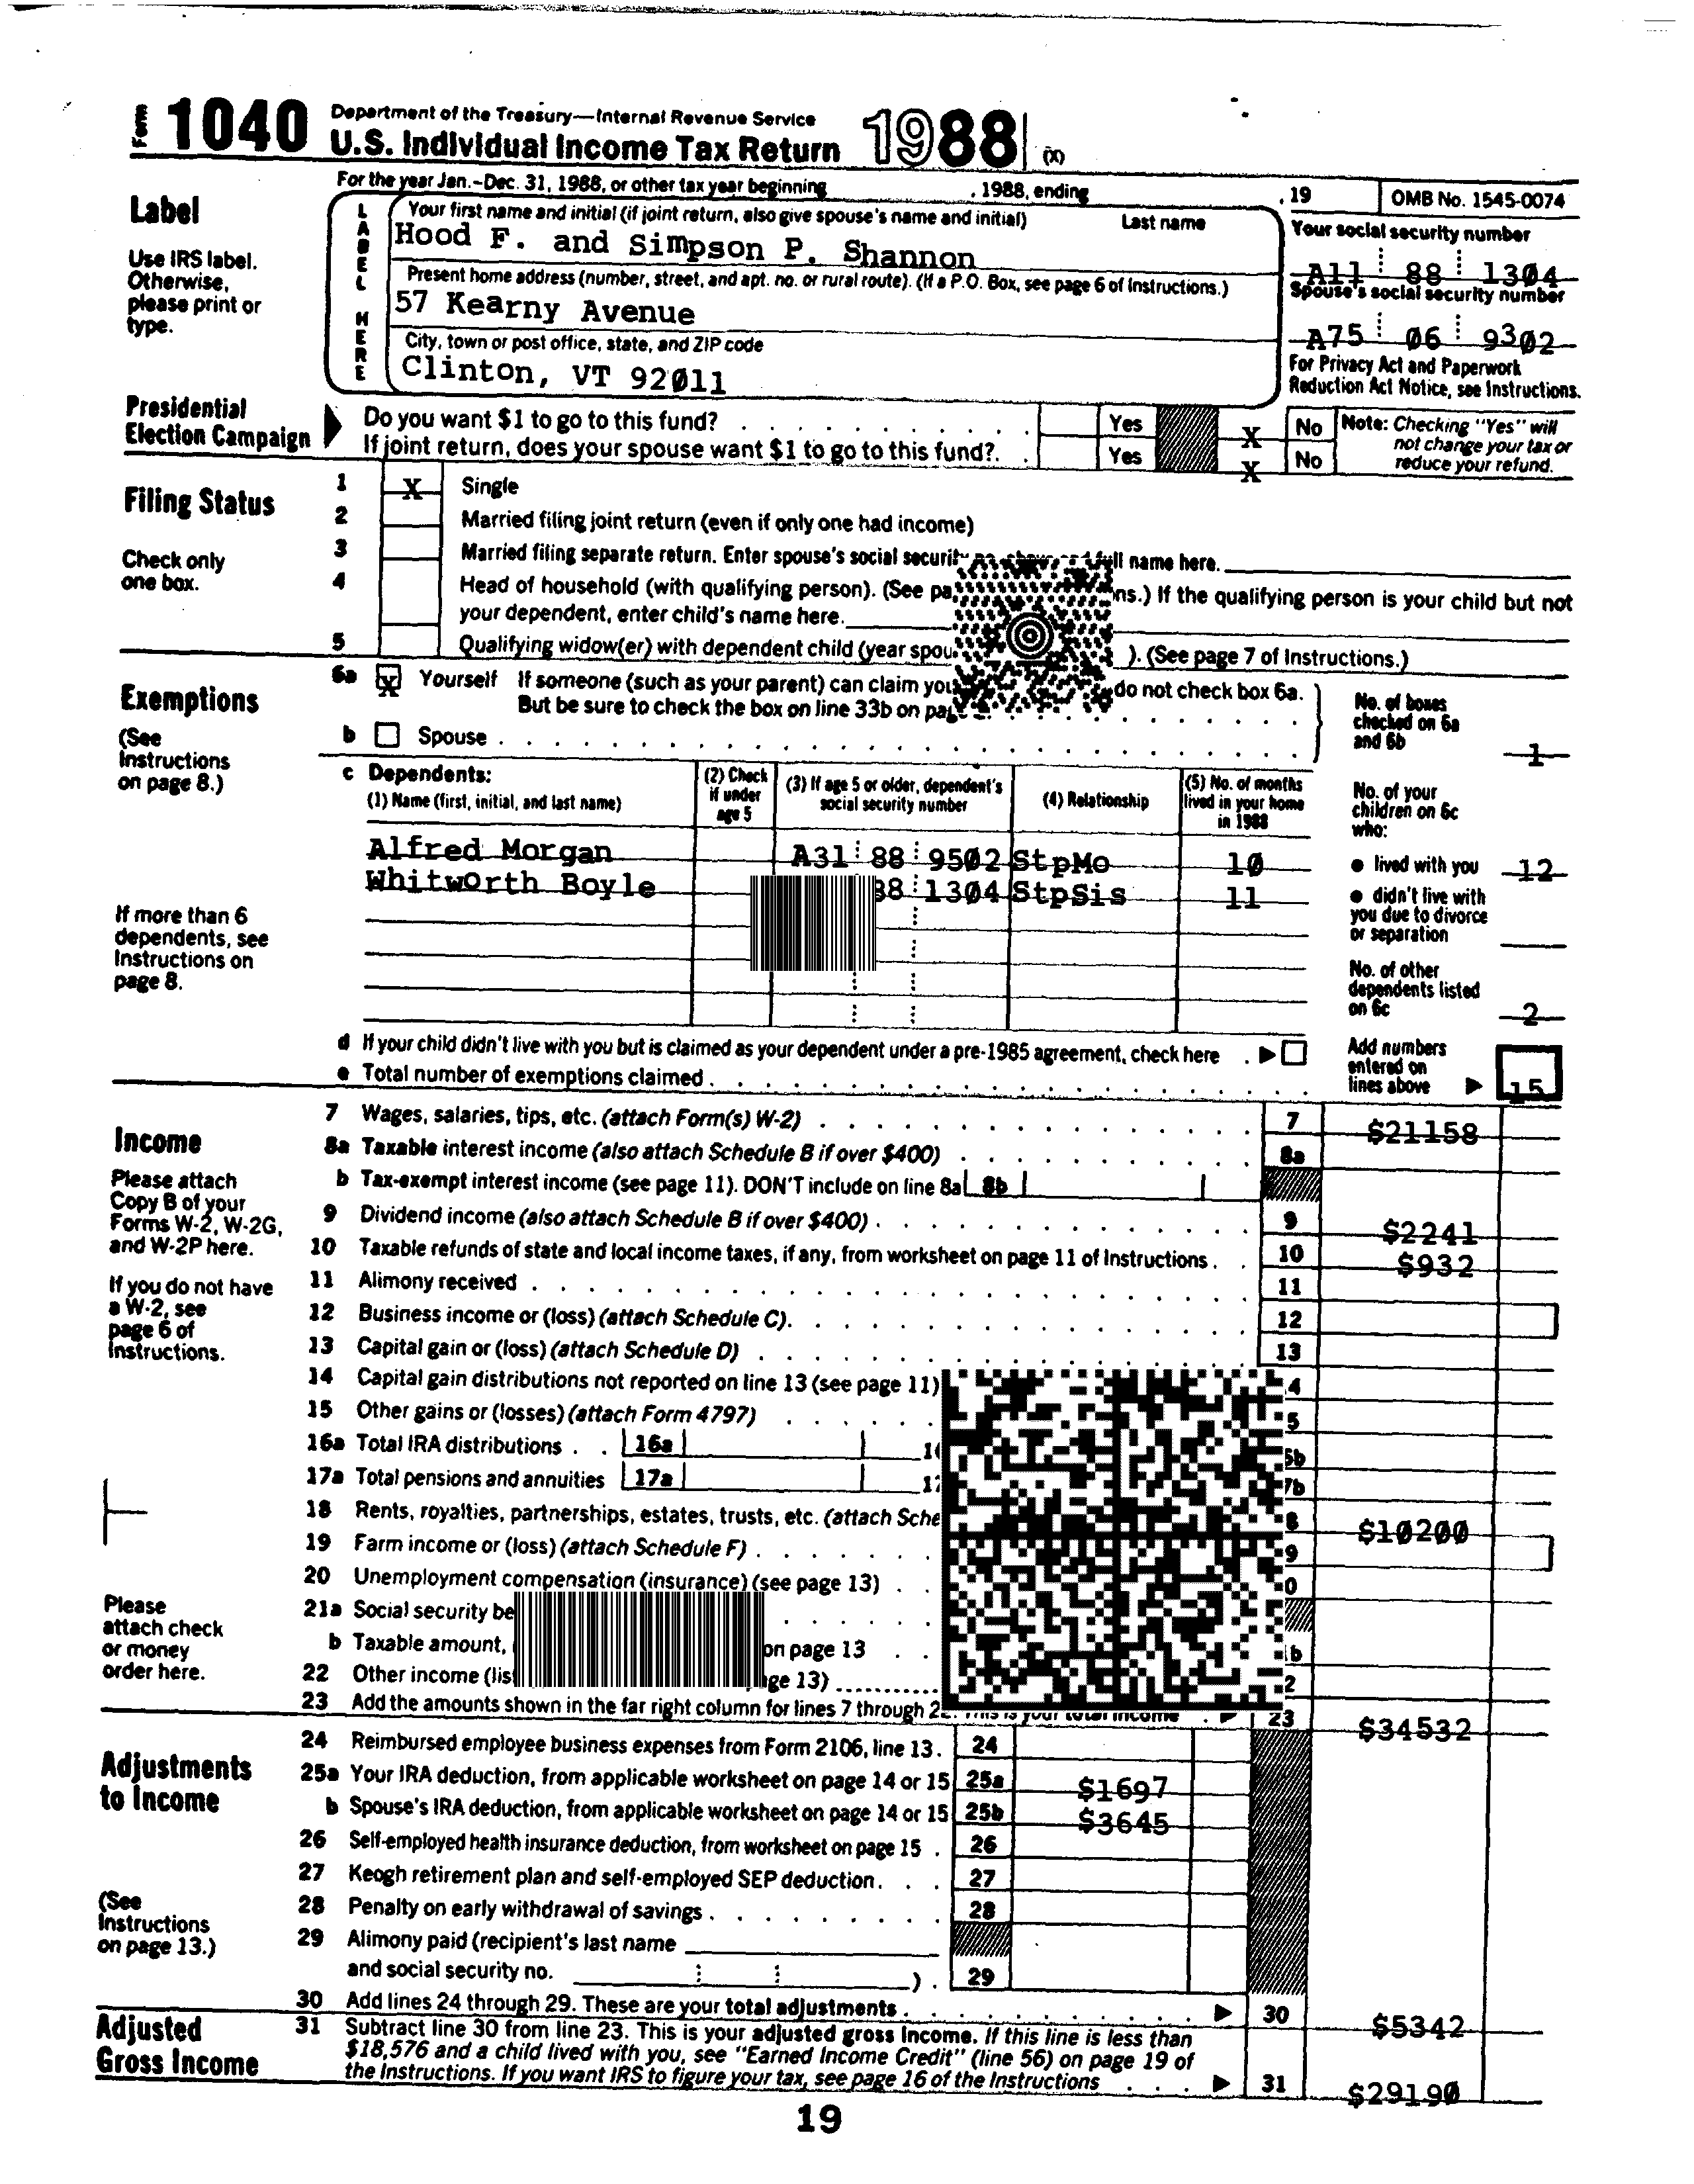 Form 1040 Department of the Treasury—Internal Revenue Service
U.S. Individual Income Tax Return 1988 (X)
For the year Jan.–Dec. 31, 1988, or other tax year beginning , 1988, ending , 19 OMB No. 1545-0074
Label
Use IRS label.
Otherwise,
please print or
type.
LABEL HERE
Your first name and initial (if joint return, also give spouse's name and initial) Last name
Hood F. and Simpson P. Shannon
Present home address (number, street, and apt. no. or rural route). (If a P.O. Box, see page 6 of Instructions.)
57 Kearny Avenue
City, town or post office, state, and ZIP code
Clinton, VT 92011
Your social security number
A11 88 1304
Spouse's social security number
A75 06 9302
For Privacy Act and Paperwork
Reduction Act Notice, see Instructions.
Presidential
Election Campaign
Do you want $1 to go to this fund? Yes X No
If joint return, does your spouse want $1 to go to this fund? Yes X No
Note: Checking "Yes" will
not change your tax or
reduce your refund.
Filing Status
Check only
one box.
1 X Single
2 Married filing joint return (even if only one had income)
3 Married filing separate return. Enter spouse's social full name here.
4 Head of household (with qualifying person). (See If the qualifying person is your child but not
your dependent, enter child's name here.
5 Qualifying widow(er) with dependent child (year ). (See page 7 of Instructions.)
Exemptions
(See
Instructions
on page 8.)
6a X Yourself If someone (such as your parent) can claim do not check box 6a.
But be sure to check the box on line 33b on
b Spouse
No. of boxes
checked on 6a
and 6b 1
c Dependents:
(1) Name (first, initial, and last name)
(2) Check
if under
age 5
(3) If age 5 or older, dependent's
social security number
(4) Relationship
(5) No. of months
lived in your home
in 1988
Alfred Morgan A31 88 9502 StpMo 10
Whitworth Boyle 88 1304 StpSis 11
If more than 6
dependents, see
Instructions on
page 8.
No. of your
children on 6c
who:
● lived with you 12
● didn't live with
you due to divorce
or separation
No. of other
dependents listed
on 6c 2
d If your child didn't live with you but is claimed as your dependent under a pre-1985 agreement, check here
e Total number of exemptions claimed
Add numbers
entered on
lines above 15
Income
Please attach
Copy B of your
Forms W-2, W-2G,
and W-2P here.
If you do not have
a W-2, see
page 6 of
Instructions.
Please
attach check
or money
order here.
7 Wages, salaries, tips, etc. (attach Form(s) W-2) 7 $21158
8a Taxable interest income (also attach Schedule B if over $400) 8a
b Tax-exempt interest income (see page 11). DON'T include on line 8a 8b
9 Dividend income (also attach Schedule B if over $400) 9 $2241
10 Taxable refunds of state and local income taxes, if any, from worksheet on page 11 of Instructions 10 $932
11 Alimony received 11
12 Business income or (loss) (attach Schedule C) 12
13 Capital gain or (loss) (attach Schedule D) 13
14 Capital gain distributions not reported on line 13 (see page 11)
15 Other gains or (losses) (attach Form 4797)
16a Total IRA distributions 16a
17a Total pensions and annuities 17a
18 Rents, royalties, partnerships, estates, trusts, etc. (attach $10200
19 Farm income or (loss) (attach Schedule F)
20 Unemployment compensation (insurance) (see page 13)
21a Social security
b Taxable amount, on page 13
22 Other income 13)
23 Add the amounts shown in the far right column for lines 7 through This is your total income 23 $34532
Adjustments
to Income
(See
Instructions
on page 13.)
24 Reimbursed employee business expenses from Form 2106, line 13. 24
25a Your IRA deduction, from applicable worksheet on page 14 or 15 25a $1697
b Spouse's IRA deduction, from applicable worksheet on page 14 or 15 25b $3645
26 Self-employed health insurance deduction, from worksheet on page 15 26
27 Keogh retirement plan and self-employed SEP deduction 27
28 Penalty on early withdrawal of savings 28
29 Alimony paid (recipient's last name
and social security no. ) 29
30 Add lines 24 through 29. These are your total adjustments 30 $5342
Adjusted
Gross Income
31 Subtract line 30 from line 23. This is your adjusted gross income. If this line is less than
$18,576 and a child lived with you, see "Earned Income Credit" (line 56) on page 19 of
the Instructions. If you want IRS to figure your tax, see page 16 of the Instructions 31 $29190
19